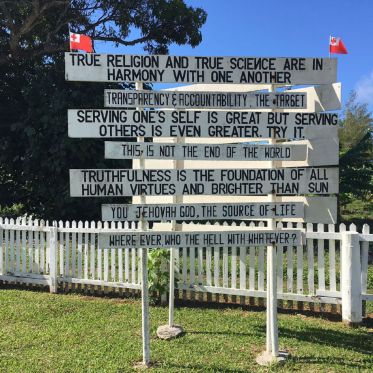 TRUE RELIGION AND TRUE SCIENCE ARE IN
HARMONY WITH ONE ANOTHER
TRANSPARENCY & ACCOUNTABILITY, THE TARGET
SERVING ONE'S SELF IS GREAT BUT SERVING
OTHERS IS EVEN GREATER. TRY IT.
THIS IS NOT THE END OF THE WORLD
TRUTHFULNESS IS THE FOUNDATION OF ALL
HUMAN VIRTUES AND BRIGHTER THAN SUN
YOU JEHOVAH GOD, THE SOURCE OF LIFE
WHERE EVER, WHO THE HELL WITH WHATEVER?